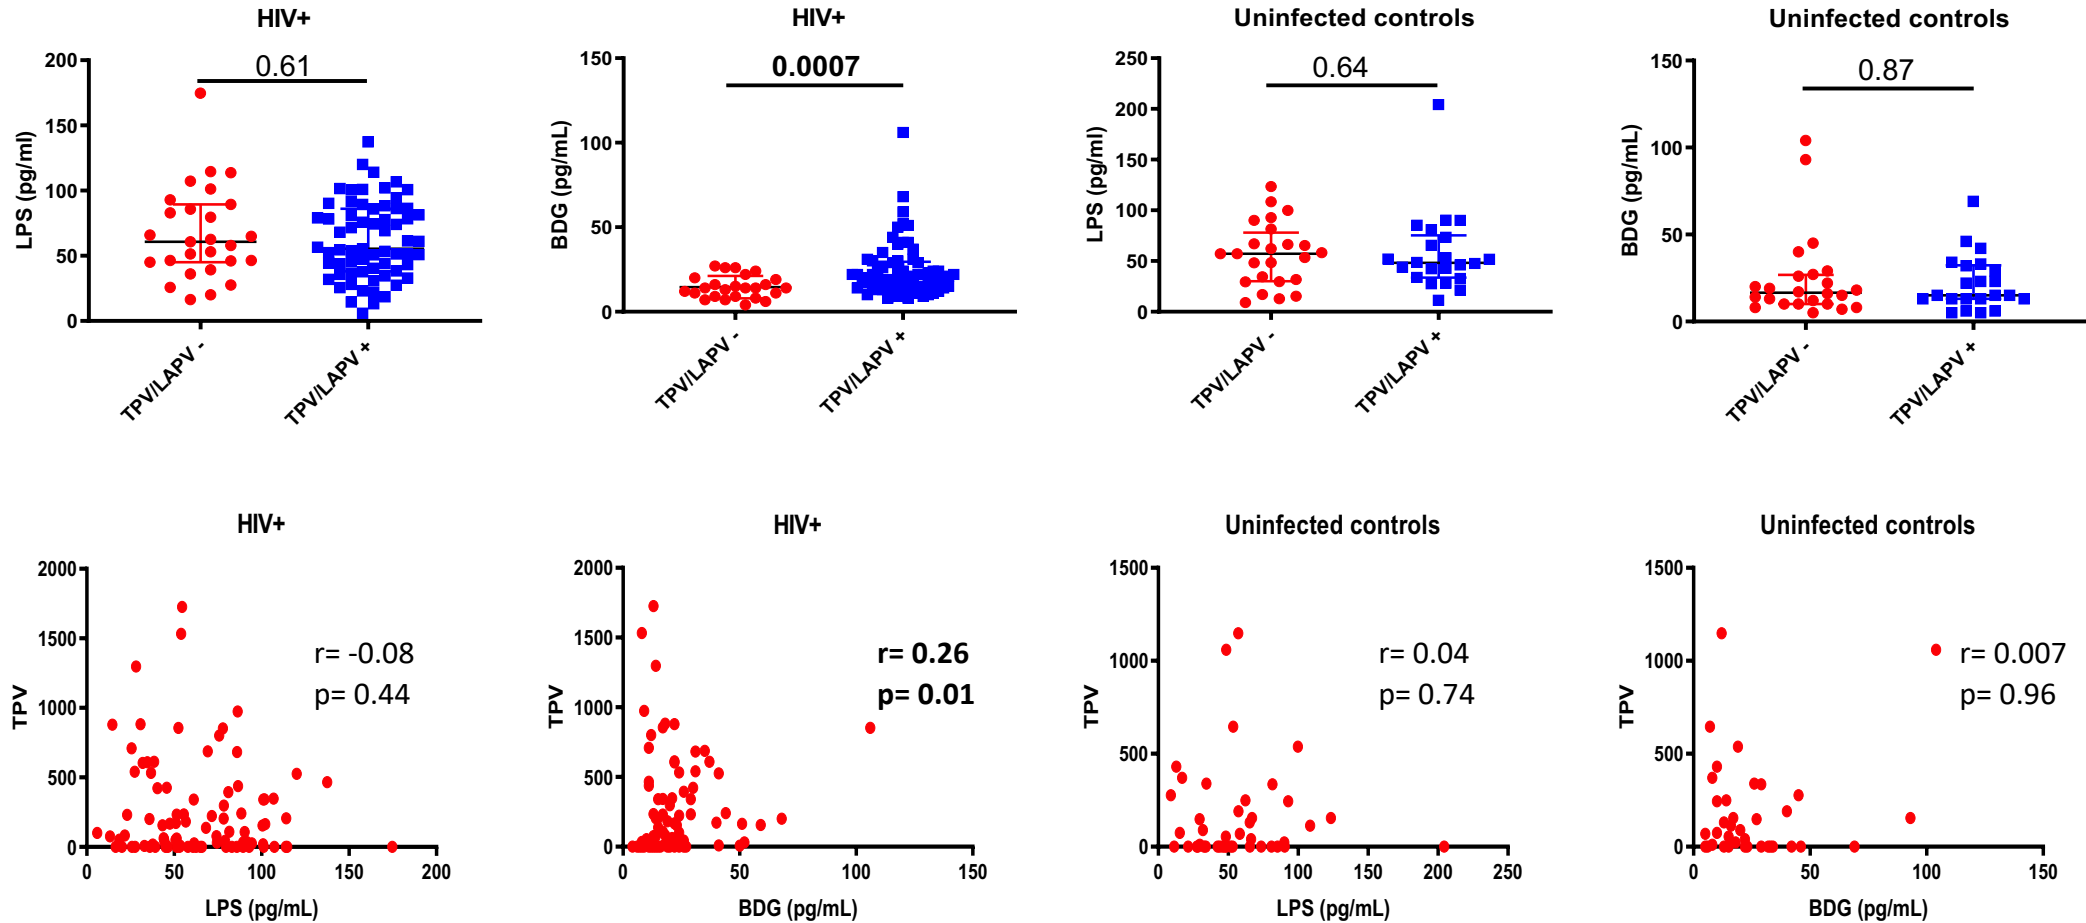 HIV+
0.61
LPS (pg/ml)
200
150
100
50
0
TPV/LAPV -
TPV/LAPV +
HIV+
0.0007
BDG (pg/mL)
150
100
50
0
TPV/LAPV -
TPV/LAPV +
Uninfected controls
0.64
LPS (pg/ml)
250
200
150
100
50
0
TPV/LAPV -
TPV/LAPV +
Uninfected controls
0.87
BDG (pg/mL)
150
100
50
0
TPV/LAPV -
TPV/LAPV +
HIV+
TPV
2000
1500
1000
500
0
r= -0.08
p= 0.44
0 50 100 150 200
LPS (pg/mL)
HIV+
TPV
2000
1500
1000
500
0
r= 0.26
p= 0.01
0 50 100 150
BDG (pg/mL)
Uninfected controls
TPV
1500
1000
500
0
r= 0.04
p= 0.74
0 50 100 150 200 250
LPS (pg/mL)
Uninfected controls
TPV
1500
1000
500
0
r= 0.007
p= 0.96
0 50 100 150
BDG (pg/mL)